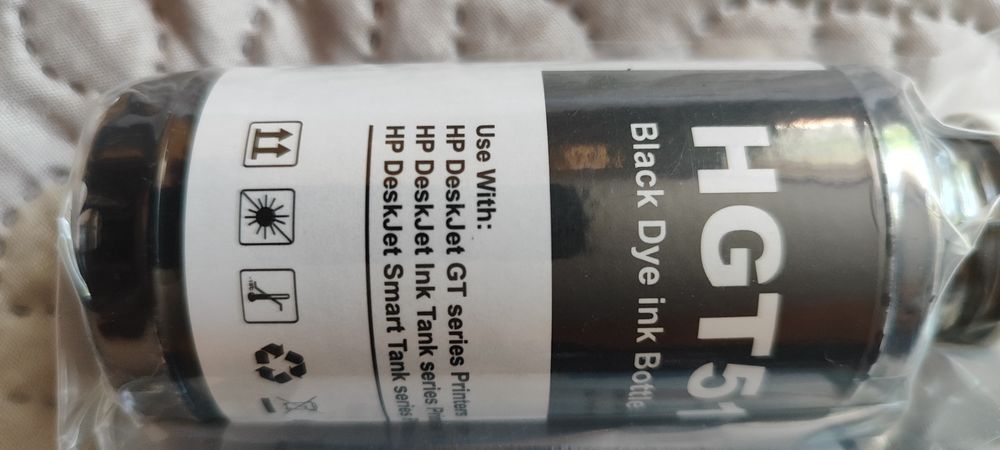 HGT51
Black Dye ink Bottle
Use With:
HP DeskJet GT series Printers
HP DeskJet Ink Tank series
HP DeskJet Smart Tank series